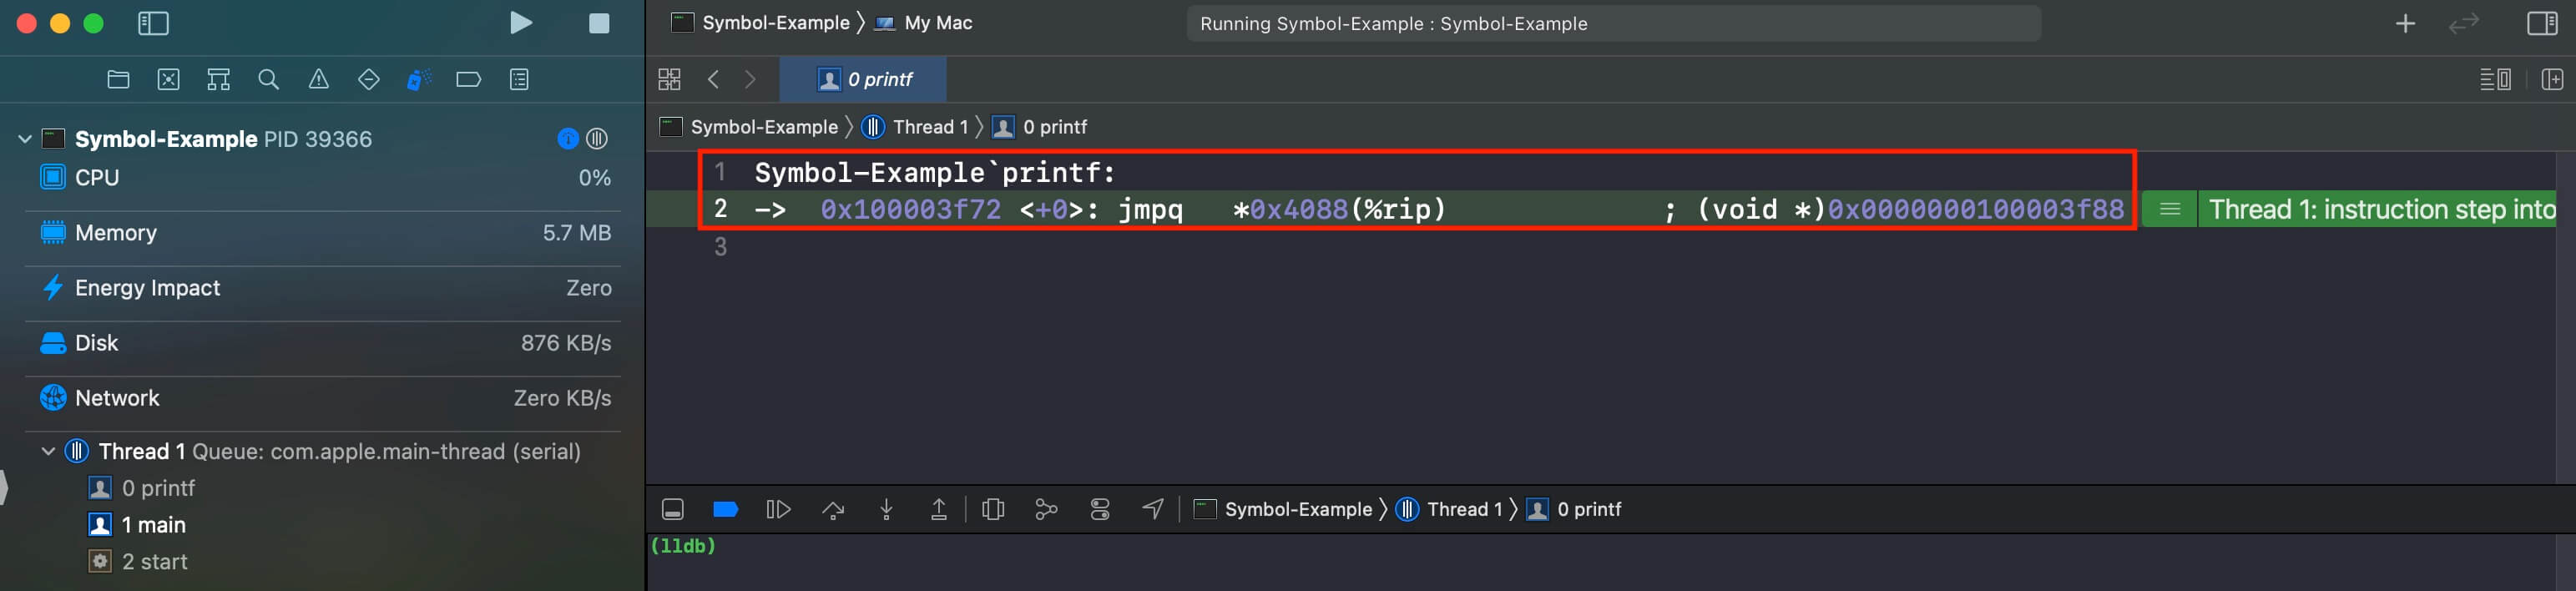 Symbol-Example 〉 My Mac
Running Symbol-Example : Symbol-Example
0 printf
Symbol-Example PID 39366
CPU 0%
Memory 5.7 MB
Energy Impact Zero
Disk 876 KB/s
Network Zero KB/s
Thread 1 Queue: com.apple.main-thread (serial)
0 printf
1 main
2 start
Symbol-Example 〉 Thread 1 〉 0 printf
1 Symbol-Example`printf:
2 -> 0x100003f72 <+0>: jmpq *0x4088(%rip) ; (void *)0x0000000100003f88
Thread 1: instruction step into
3
Symbol-Example 〉 Thread 1 〉 0 printf
(lldb)